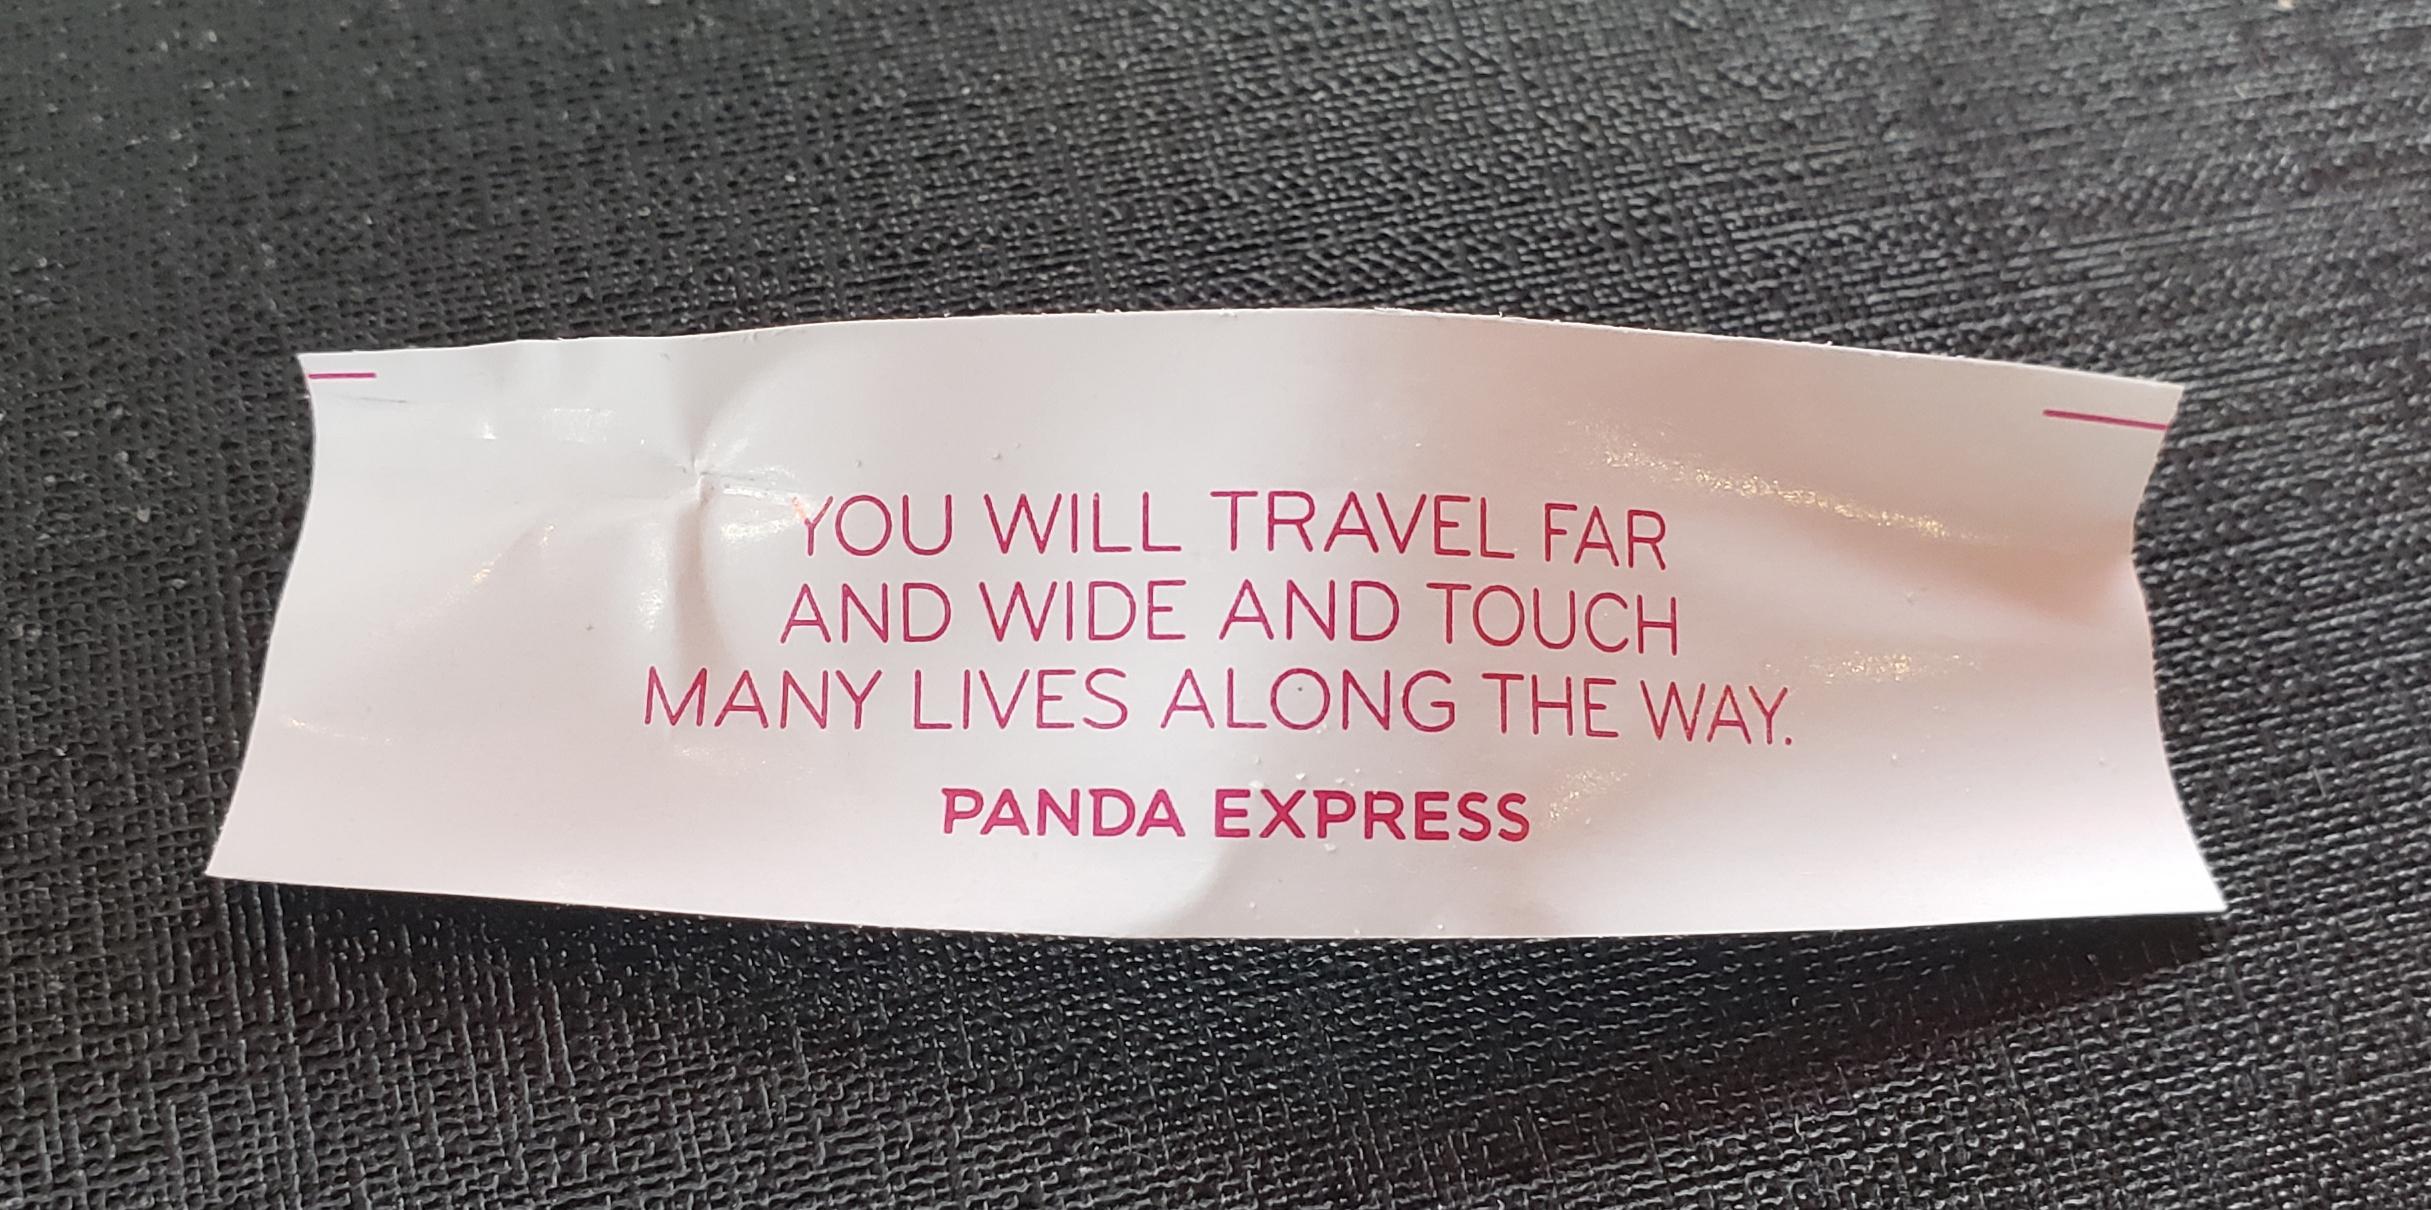 YOU WILL TRAVEL FAR
AND WIDE AND TOUCH
MANY LIVES ALONG THE WAY.
PANDA EXPRESS